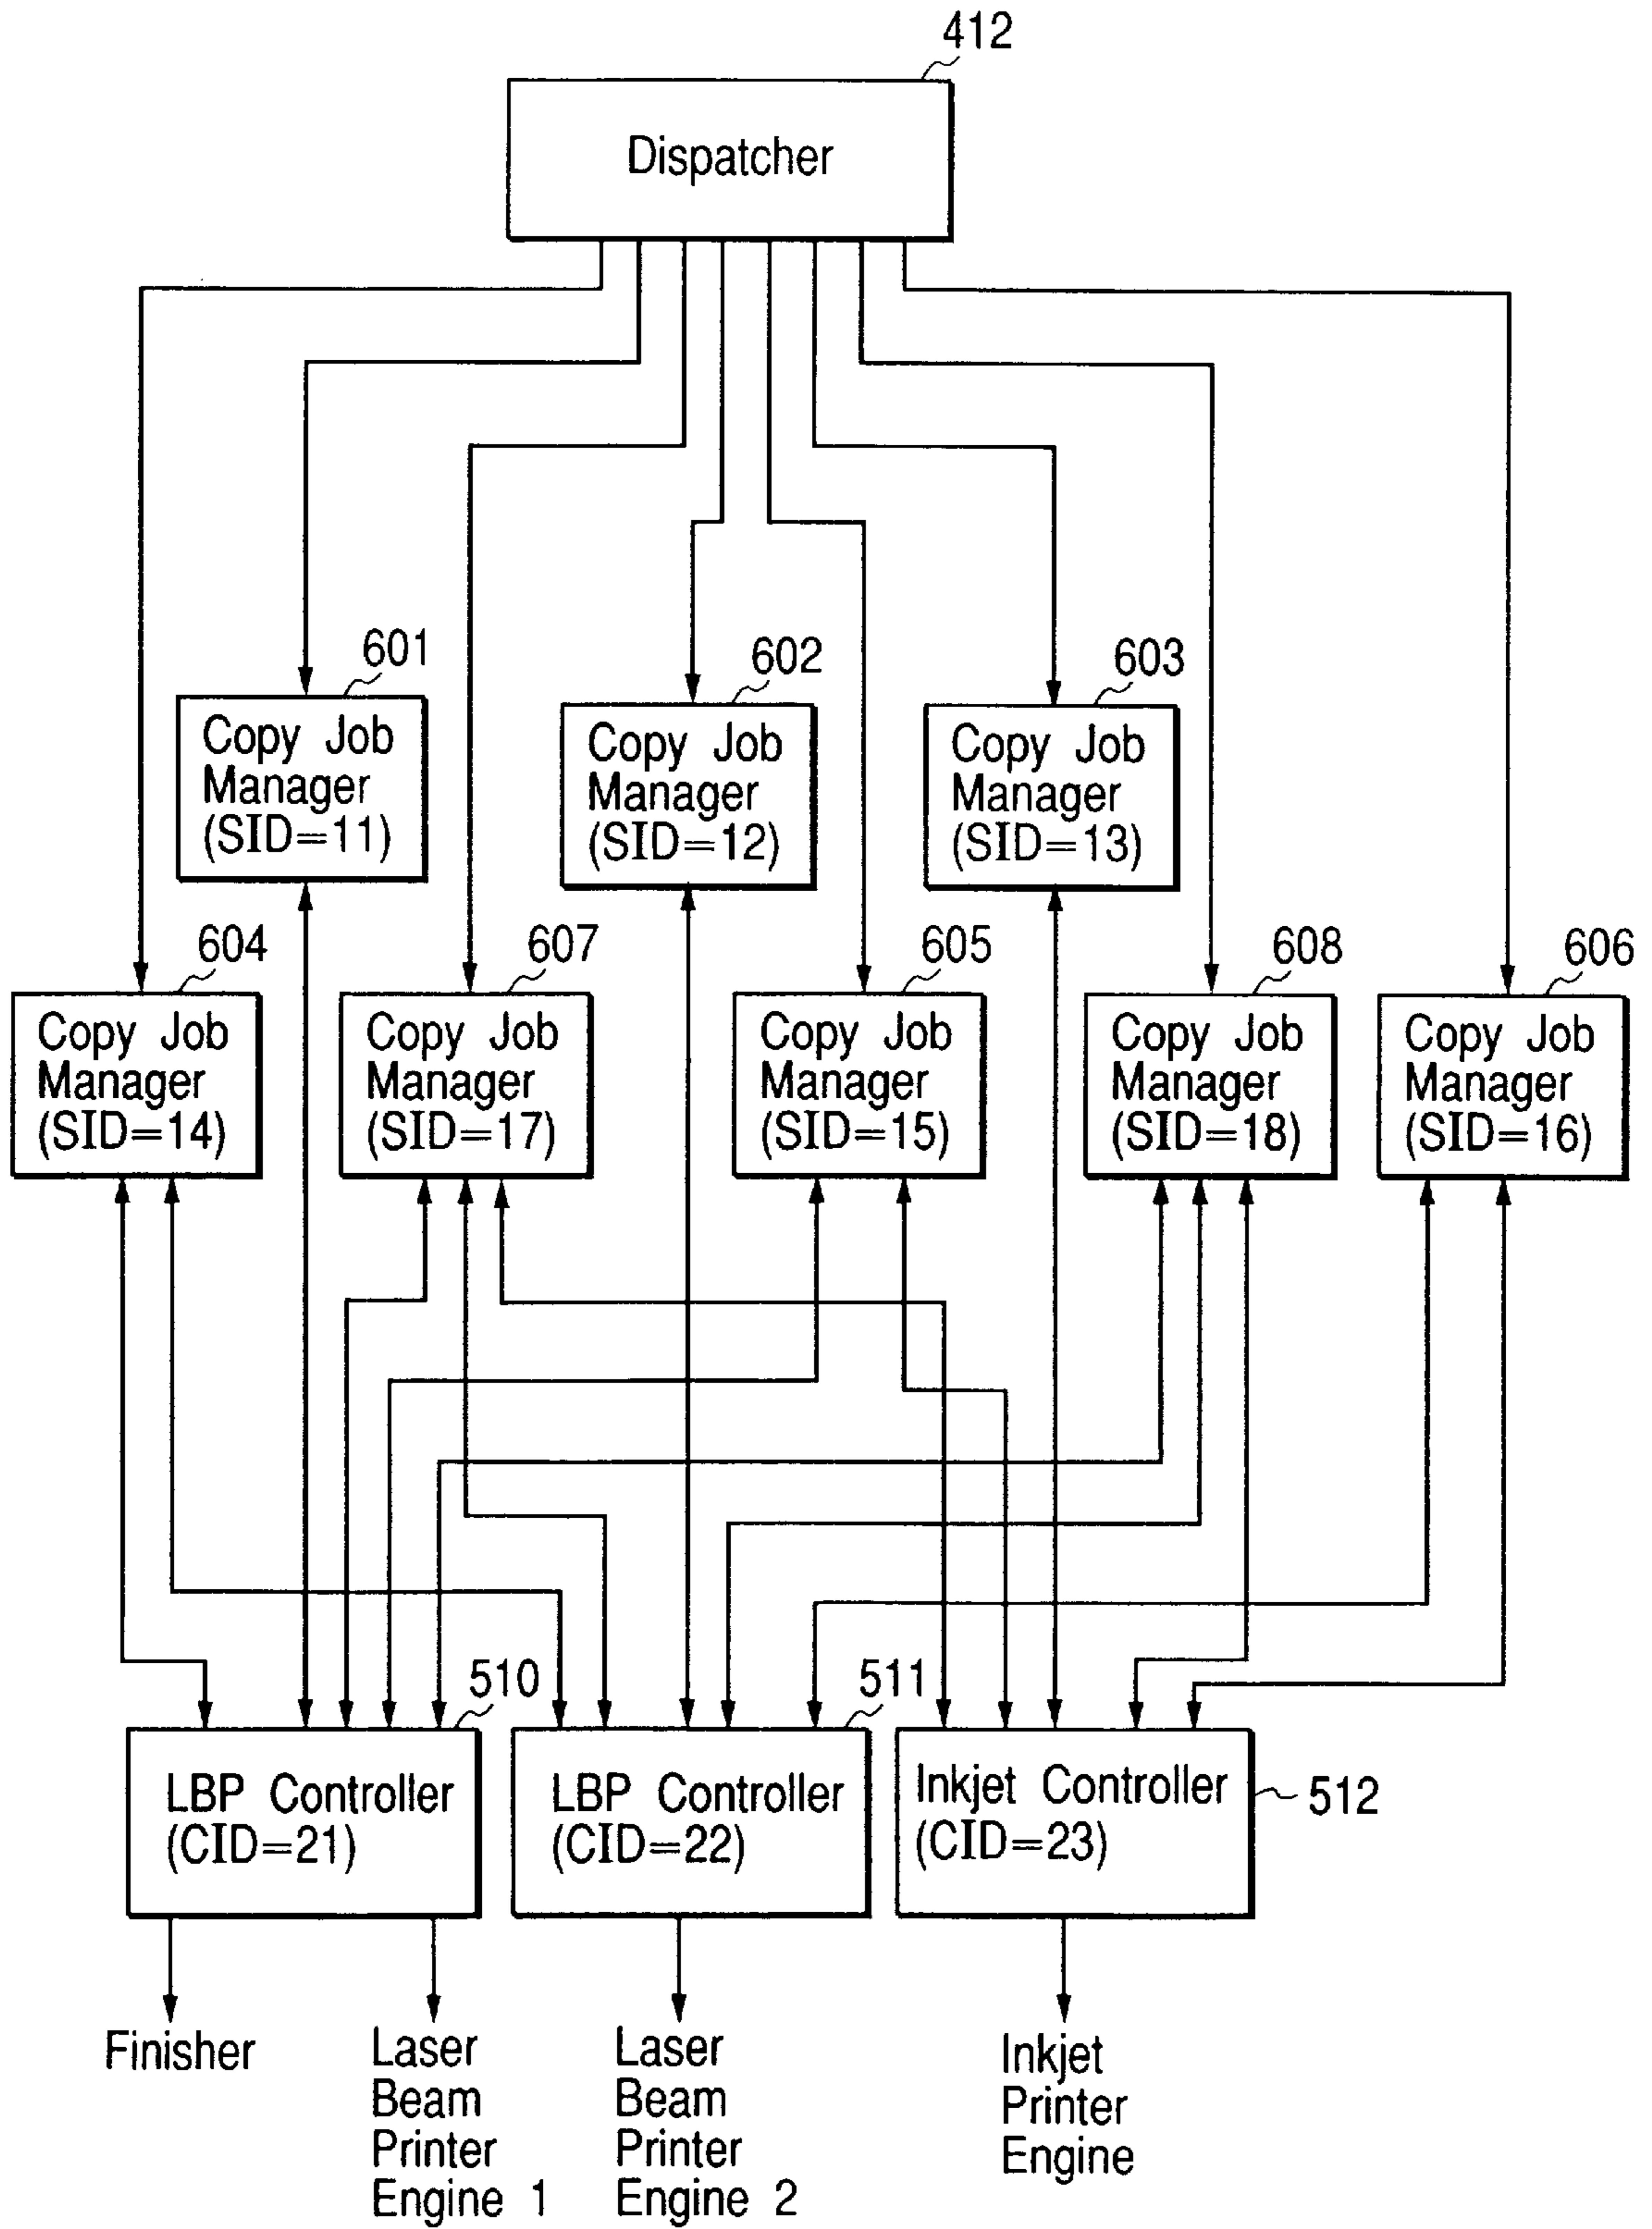 412
Dispatcher
601
Copy Job
Manager
(SID=11)
602
Copy Job
Manager
(SID=12)
603
Copy Job
Manager
(SID=13)
604
Copy Job
Manager
(SID=14)
607
Copy Job
Manager
(SID=17)
605
Copy Job
Manager
(SID=15)
608
Copy Job
Manager
(SID=18)
606
Copy Job
Manager
(SID=16)
510
LBP Controller
(CID=21)
511
LBP Controller
(CID=22)
Inkjet Controller
(CID=23)
512
Finisher
Laser
Beam
Printer
Engine 1
Laser
Beam
Printer
Engine 2
Inkjet
Printer
Engine